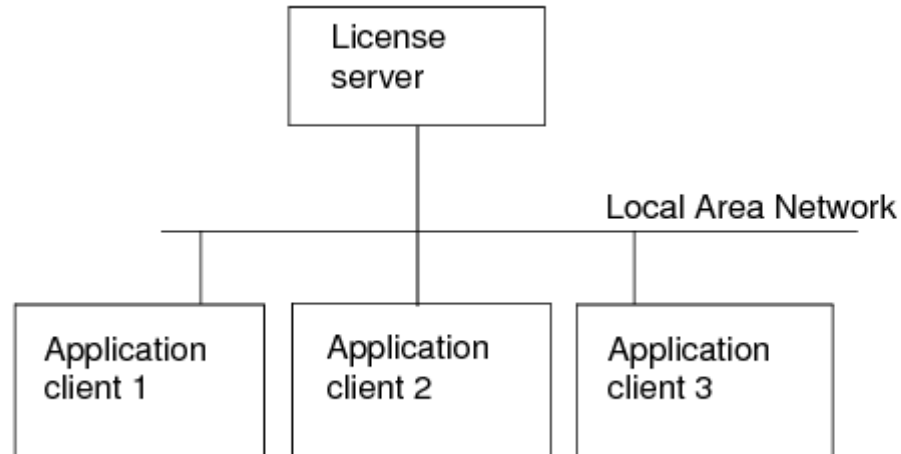 License
server
Local Area Network
Application
client 1
Application
client 2
Application
client 3